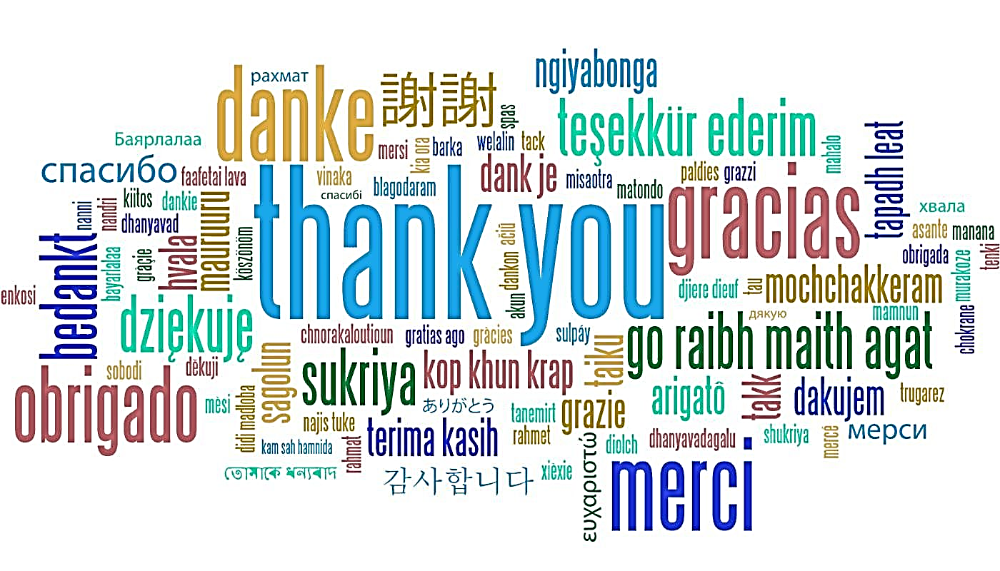 ngiyabonga
рахмат
danke
謝謝
spas
teşekkür ederim
Баярлалаа
mersi
kia ora
barka
welalin
tack
mahalo
tapadh leat
спасибо
faafetai lava
vinaka
спасибі
blagodaram
dank je
misaotra
matondo
paldies
grazzi
gracias
thank you
nanni
nandri
kiitos
dankie
dhanyavad
mauruuru
köszönöm
хвала
asante
manana
obrigada
tenki
bedankt
bayarlalaa
gràçie
hvala
ačiū
dankon
akun
enkosi
dziękuję
djiere dieuf
tau
mochchakkeram
murakoze
дякую
mamnun
chokrane
chnorakaloutioun
gratias ago
gràcies
sulpáy
go raibh maith agat
obrigado
sobodi
děkuji
sagolun
sukriya
kop khun krap
taiku
arigatô
takk
dakujem
trugarez
mèsi
didi madloba
najis tuke
ありがとう
tanemirt
grazie
rahmet
terima kasih
kam sah hamnida
rahmat
diolch
dhanyavadagalu
shukriya
mercé
мерси
তোমাকে ধন্যবাদ
감사합니다
xièxie
ευχαριστώ
merci